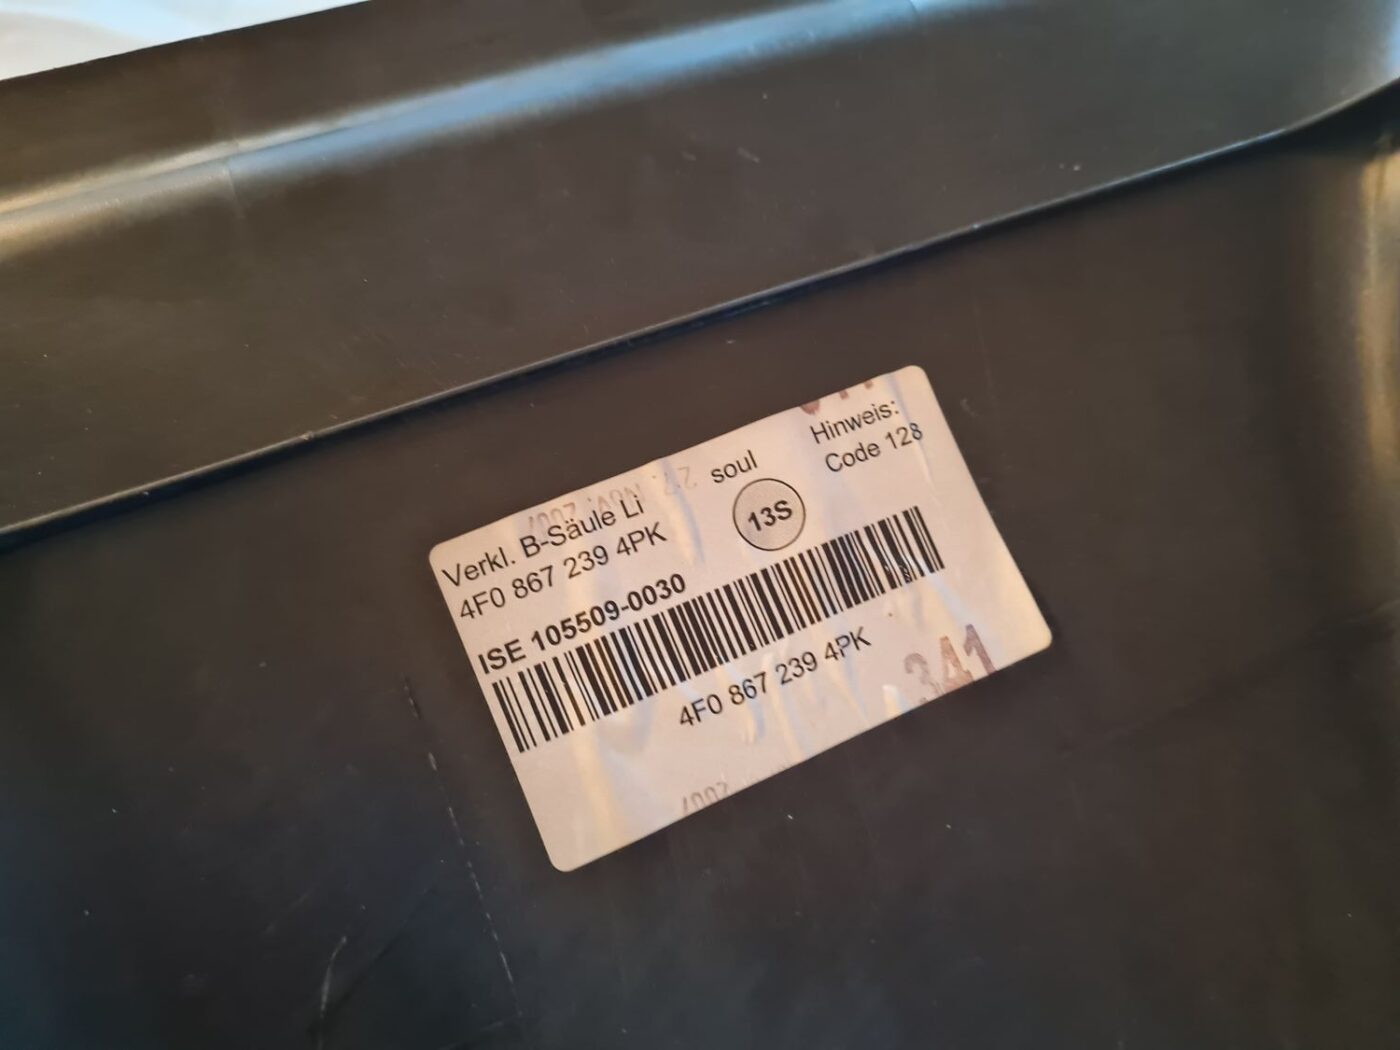 Verkl. B-Säule Li
soul
Hinweis:
4F0 867 239 4PK
13S
Code 128
ISE 105509-0030
4F0 867 239 4PK
341
2007